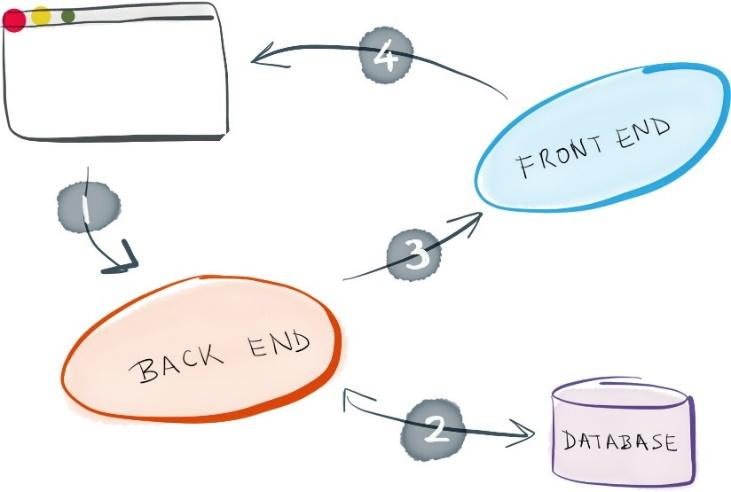 4
FRONT END
1
3
BACK END
2
DATABASE